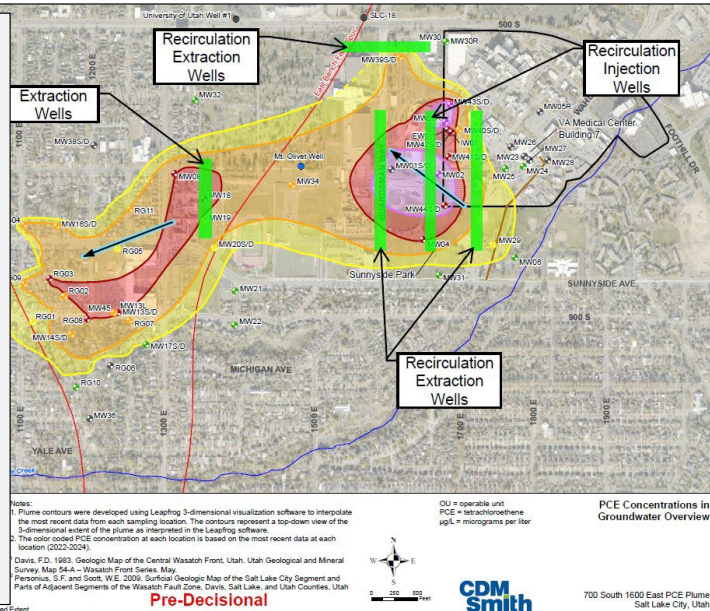 University of Utah Well #1
SLC-18
500 S
MW30
MW30R
Recirculation
Extraction
Wells
Recirculation
Injection
Wells
Extraction
Wells
1200 E
1100 E
MW32
MW38S/D
MW39S/D
MW43S/D
MW05R
VA Medical Center
Building 7
FOOTHILL DR
MW26
MW27
MW28
MW23
MW24
MW25
MW40S/D
MW42S/D
MW41S/D
MW01S/D
MW02
Mt. Olivet Well
MW34
GUARDSMAN WAY
MW08
MW18
MW19
RG11
MW16S/D
RG05
MW20S/D
MW44S/D
MW04
MW29
MW06
Sunnyside Park
MW31
SUNNYSIDE AVE
RG03
RG02
MW45
MW13L
MW13S/D
RG01
RG08
RG07
MW14S/D
MW17S/D
MW21
MW22
900 S
RG06
RG10
MICHIGAN AVE
MW36
Recirculation
Extraction
Wells
1100 E
1300 E
1500 E
1700 E
1800 E
1900 E
YALE AVE
Creek
Notes:
1. Plume contours were developed using Leapfrog 3-dimensional visualization software to interpolate
the most recent data from each sampling location. The contours represent a top-down view of the
3-dimensional extent of the plume as interpreted in the Leapfrog software.
2. The color coded PCE concentration at each location is based on the most recent data at each
location (2022-2024).
Davis, F.D. 1983. Geologic Map of the Central Wasatch Front, Utah. Utah Geological and Mineral
Survey. Map 54-A – Wasatch Front Series. May.
Personius, S.F. and Scott, W.E. 2009. Surficial Geologic Map of the Salt Lake City Segment and
Parts of Adjacent Segments of the Wasatch Fault Zone, Davis, Salt Lake, and Utah Counties, Utah
Pre-Decisional
OU = operable unit
PCE = tetrachloroethene
µg/L = micrograms per liter
N
W
E
S
0 250 500
Feet
CDM
Smith
PCE Concentrations in
Groundwater Overview
700 South 1600 East PCE Plume
Salt Lake City, Utah